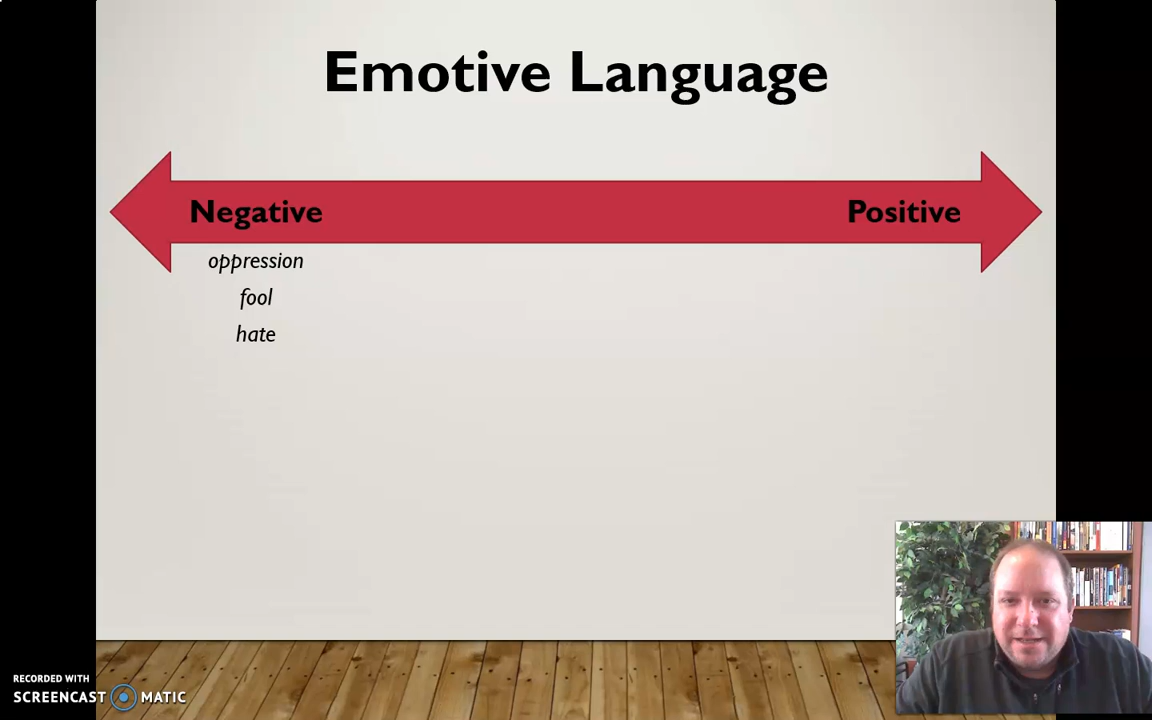 Emotive Language
Negative
Positive
oppression
fool
hate
RECORDED WITH
SCREENCAST MATIC